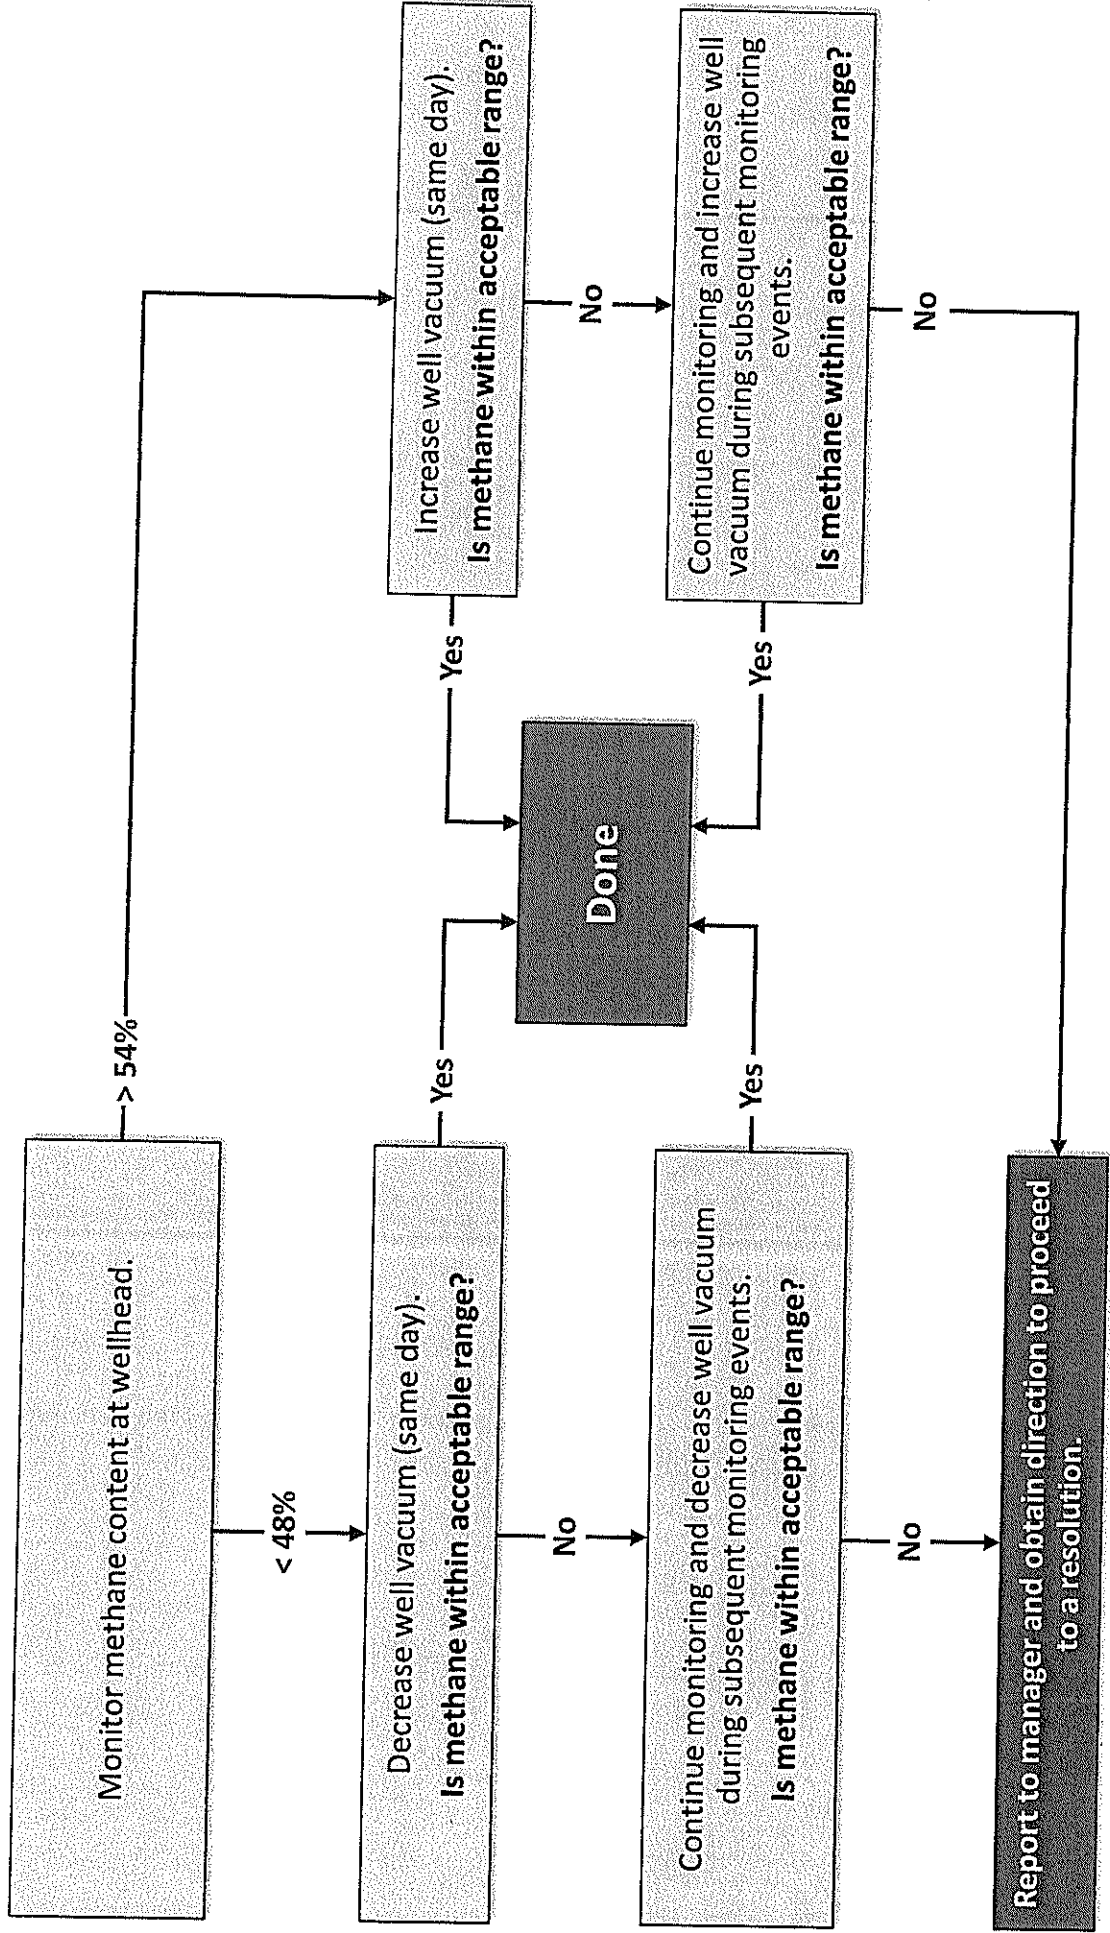 Monitor methane content at wellhead.
> 54%
< 48%
Decrease well vacuum (same day).
Is methane within acceptable range?
Yes
No
Continue monitoring and decrease well vacuum
during subsequent monitoring events.
Is methane within acceptable range?
Yes
No
Increase well vacuum (same day).
Is methane within acceptable range?
Yes
No
Continue monitoring and increase well
vacuum during subsequent monitoring
events.
Is methane within acceptable range?
Yes
No
Done
Report to manager and obtain direction to proceed
to a resolution.